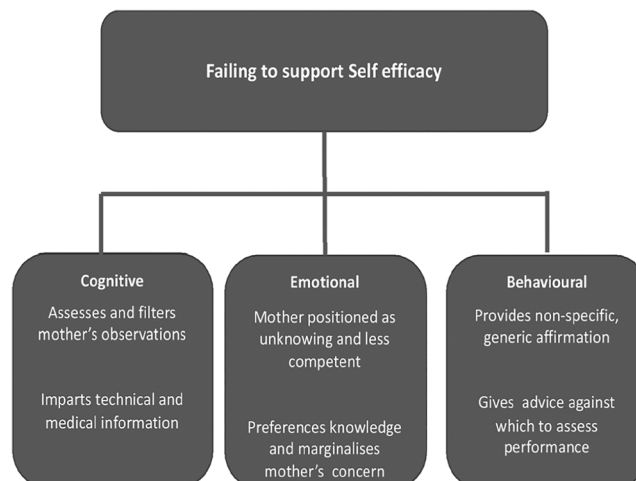 Failing to support Self efficacy
Cognitive
Assesses and filters
mother's observations
Imparts technical and
medical information
Emotional
Mother positioned as
unknowing and less
competent
Preferences knowledge
and marginalises
mother's concern
Behavioural
Provides non-specific,
generic affirmation
Gives advice against
which to assess
performance